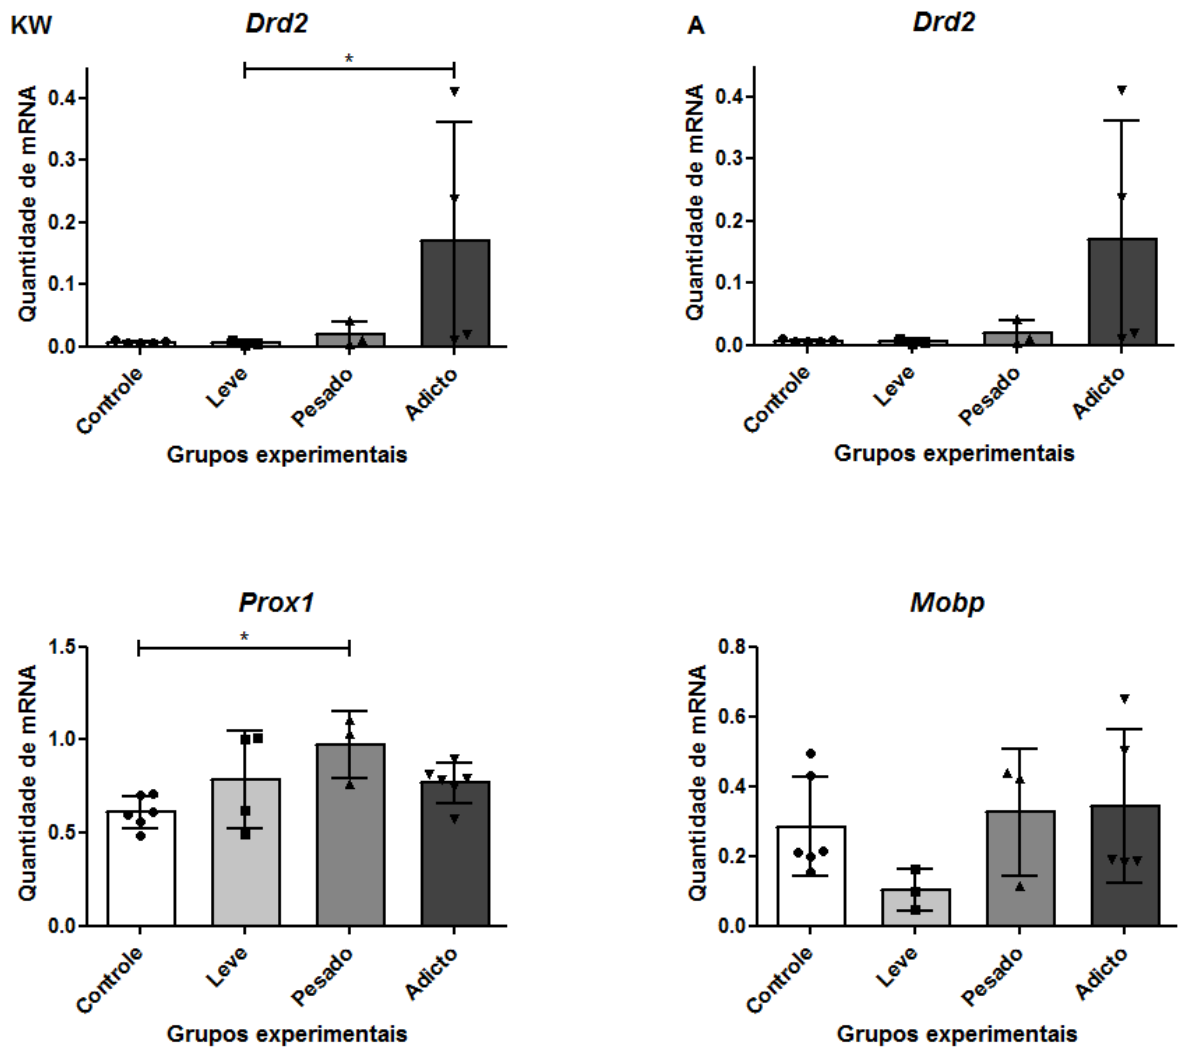 KW
Drd2
*
Quantidade de mRNA
0.4
0.3
0.2
0.1
0.0
Controle
Leve
Pesado
Adicto
Grupos experimentais
A
Drd2
Quantidade de mRNA
0.4
0.3
0.2
0.1
0.0
Controle
Leve
Pesado
Adicto
Grupos experimentais
Prox1
*
Quantidade de mRNA
1.5
1.0
0.5
0.0
Controle
Leve
Pesado
Adicto
Grupos experimentais
Mobp
Quantidade de mRNA
0.8
0.6
0.4
0.2
0.0
Controle
Leve
Pesado
Adicto
Grupos experimentais